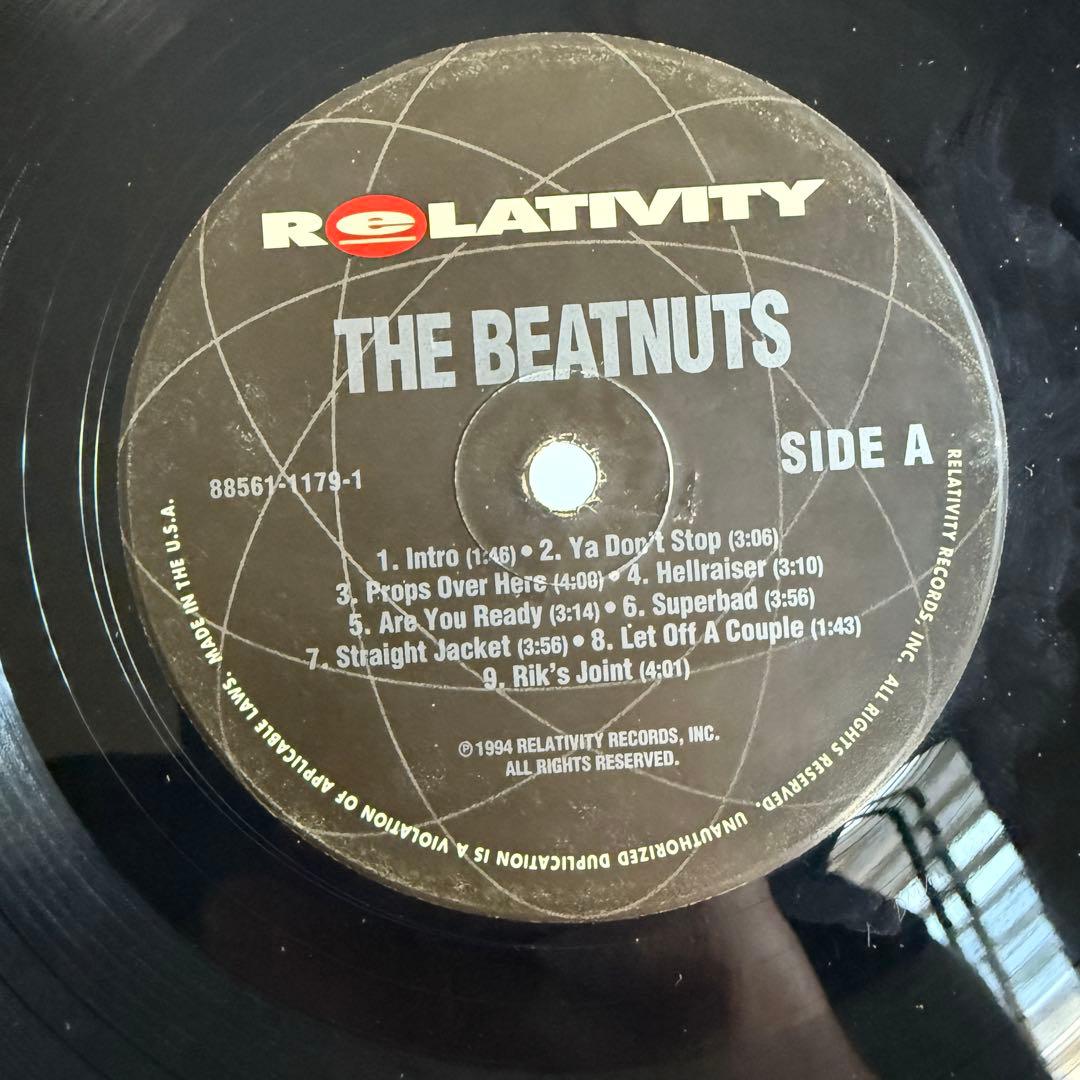 ReLATIVITY
THE BEATNUTS
SIDE A
88561-1179-1
1. Intro (1:46) • 2. Ya Don't Stop (3:06)
3. Props Over Here (4:00) • 4. Hellraiser (3:10)
5. Are You Ready (3:14) • 6. Superbad (3:56)
7. Straight Jacket (3:56) • 8. Let Off A Couple (1:43)
9. Rik's Joint (4:01)
℗ 1994 RELATIVITY RECORDS, INC.
ALL RIGHTS RESERVED.
RELATIVITY RECORDS, INC. ALL RIGHTS RESERVED. UNAUTHORIZED DUPLICATION IS A VIOLATION OF APPLICABLE LAWS. MADE IN THE U.S.A.